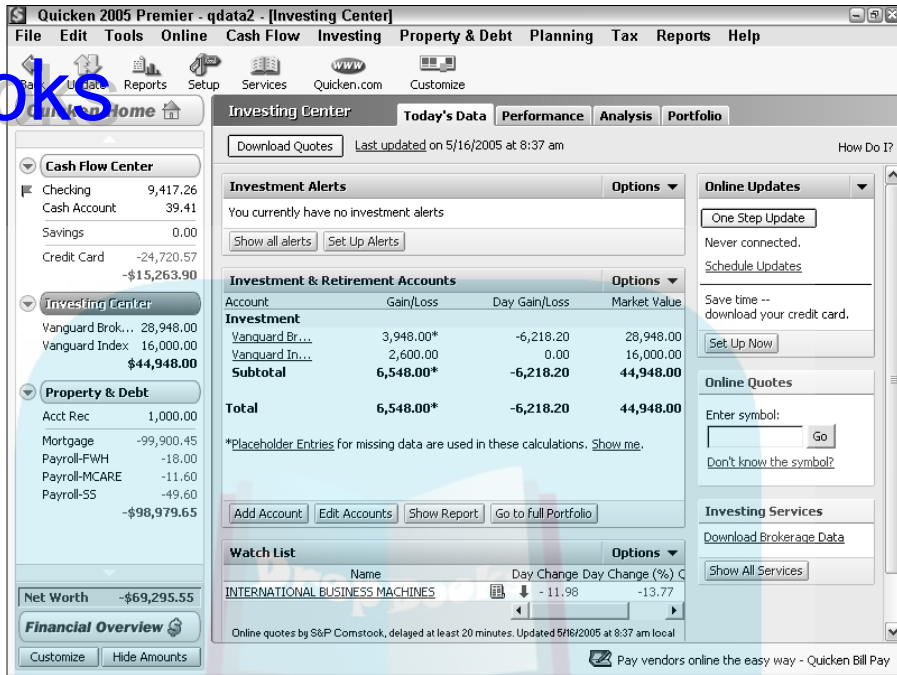 Quicken 2005 Premier - qdata2 - [Investing Center]
File Edit Tools Online Cash Flow Investing Property & Debt Planning Tax Reports Help
Back Update Reports Setup Services Quicken.com Customize
oks
Quicken Home
Investing Center Today's Data Performance Analysis Portfolio
Download Quotes Last updated on 5/16/2005 at 8:37 am How Do I?
Cash Flow Center
Checking 9,417.26
Cash Account 39.41
Savings 0.00
Credit Card -24,720.57
-$15,263.90
Investing Center
Vanguard Brok... 28,948.00
Vanguard Index 16,000.00
$44,948.00
Property & Debt
Acct Rec 1,000.00
Mortgage -99,900.45
Payroll-FWH -18.00
Payroll-MCARE -11.60
Payroll-SS -49.60
-$98,979.65
Net Worth -$69,295.55
Financial Overview
Customize Hide Amounts
Investment Alerts Options
You currently have no investment alerts
Show all alerts Set Up Alerts
Investment & Retirement Accounts Options
Account Gain/Loss Day Gain/Loss Market Value
Investment
Vanguard Br... 3,948.00* -6,218.20 28,948.00
Vanguard In... 2,600.00 0.00 16,000.00
Subtotal 6,548.00* -6,218.20 44,948.00
Total 6,548.00* -6,218.20 44,948.00
*Placeholder Entries for missing data are used in these calculations. Show me.
Add Account Edit Accounts Show Report Go to full Portfolio
Watch List Options
Name Day Change Day Change (%) C
INTERNATIONAL BUSINESS MACHINES - 11.98 -13.77
Online quotes by S&P Comstock, delayed at least 20 minutes. Updated 5/16/2005 at 8:37 am local
Online Updates
One Step Update
Never connected.
Schedule Updates
Save time --
download your credit card.
Set Up Now
Online Quotes
Enter symbol:
Go
Don't know the symbol?
Investing Services
Download Brokerage Data
Show All Services
Pay vendors online the easy way - Quicken Bill Pay